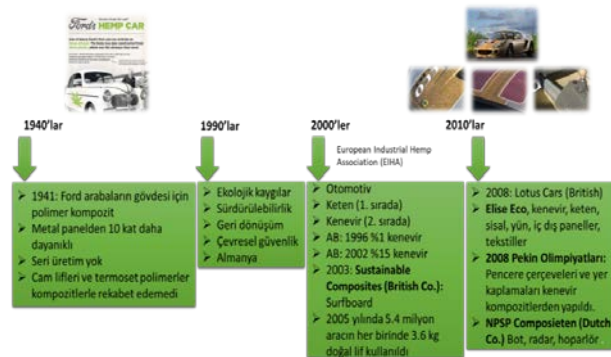 Ford's HEMP CAR
1940'lar
1990'lar
2000'ler
2010'lar
European Industrial Hemp
Association (EIHA)
➤ 1941: Ford arabaların gövdesi için
polimer kompozit
➤ Metal panelden 10 kat daha
dayanıklı
➤ Seri üretim yok
➤ Cam lifleri ve termoset polimerler
kompozitlerle rekabet edemedi
➤ Ekolojik kaygılar
➤ Sürdürülebilirlik
➤ Geri dönüşüm
➤ Çevresel güvenlik
➤ Almanya
➤ Otomotiv
➤ Keten (1. sırada)
➤ Kenevir (2. sırada)
➤ AB: 1996 %1 kenevir
➤ AB: 2002 %15 kenevir
➤ 2003: Sustainable
Composites (British Co.):
Surfboard
➤ 2005 yılında 5.4 milyon
aracın her birinde 3.6 kg
doğal lif kullanıldı
➤ 2008: Lotus Cars (British)
➤ Elise Eco, kenevir, keten,
sisal, yün, iç dış paneller,
tekstiller
➤ 2008 Pekin Olimpiyatları:
Pencere çerçeveleri ve yer
kaplamaları kenevir
kompozitlerden yapıldı.
➤ NPSP Composieten (Dutch
Co.) Bot, radar, hoparlör